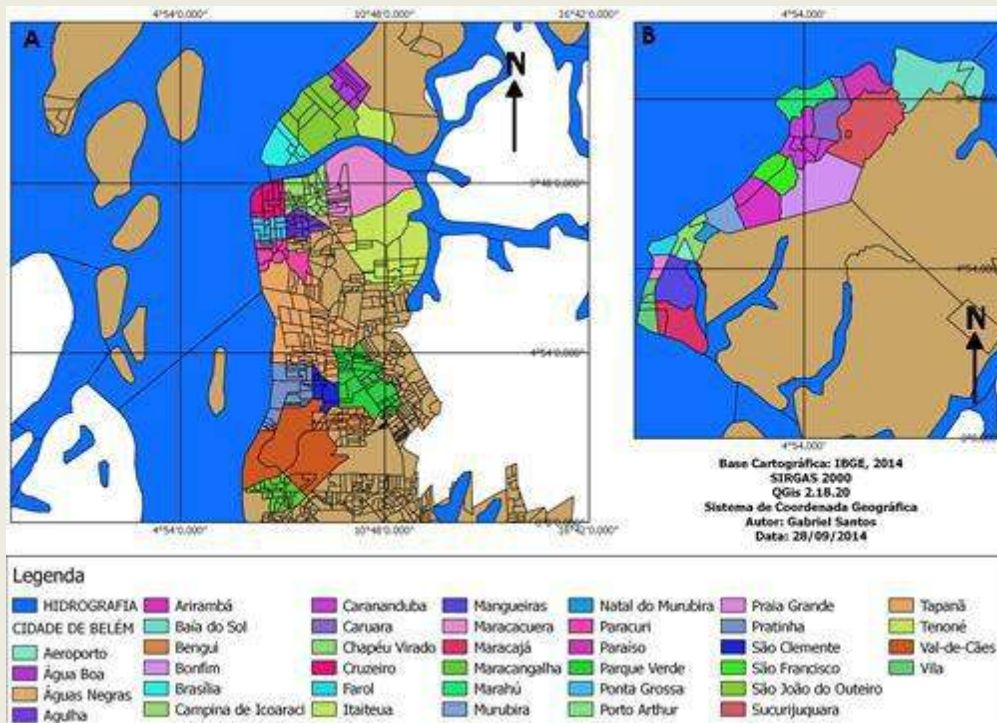 4°54'0,000"
10°48'0,000"
16°42'0,000"
A
N
5°48'0,000"
4°54'0,000"
4°54'0,000"
10°48'0,000"
16°42'0,000"
4°54,000'
B
4°54,000'
N
4°54,000'
Base Cartográfica: IBGE, 2014
SIRGAS 2000
QGis 2.18.20
Sistema de Coordenada Geográfica
Autor: Gabriel Santos
Data: 28/09/2014
Legenda
HIDROGRAFIA
CIDADE DE BELÉM
Aeroporto
Água Boa
Águas Negras
Agulha
Arirambá
Baía do Sol
Bengui
Bonfim
Brasília
Campina de Icoaraci
Carananduba
Caruara
Chapéu Virado
Cruzeiro
Farol
Itaiteua
Mangueiras
Maracacuera
Maracajá
Maracangalha
Marahú
Murubira
Natal do Murubira
Paracuri
Paraíso
Parque Verde
Ponta Grossa
Porto Arthur
Praia Grande
Pratinha
São Clemente
São Francisco
São João do Outeiro
Sucurijuquara
Tapanã
Tenoné
Val-de-Cães
Vila